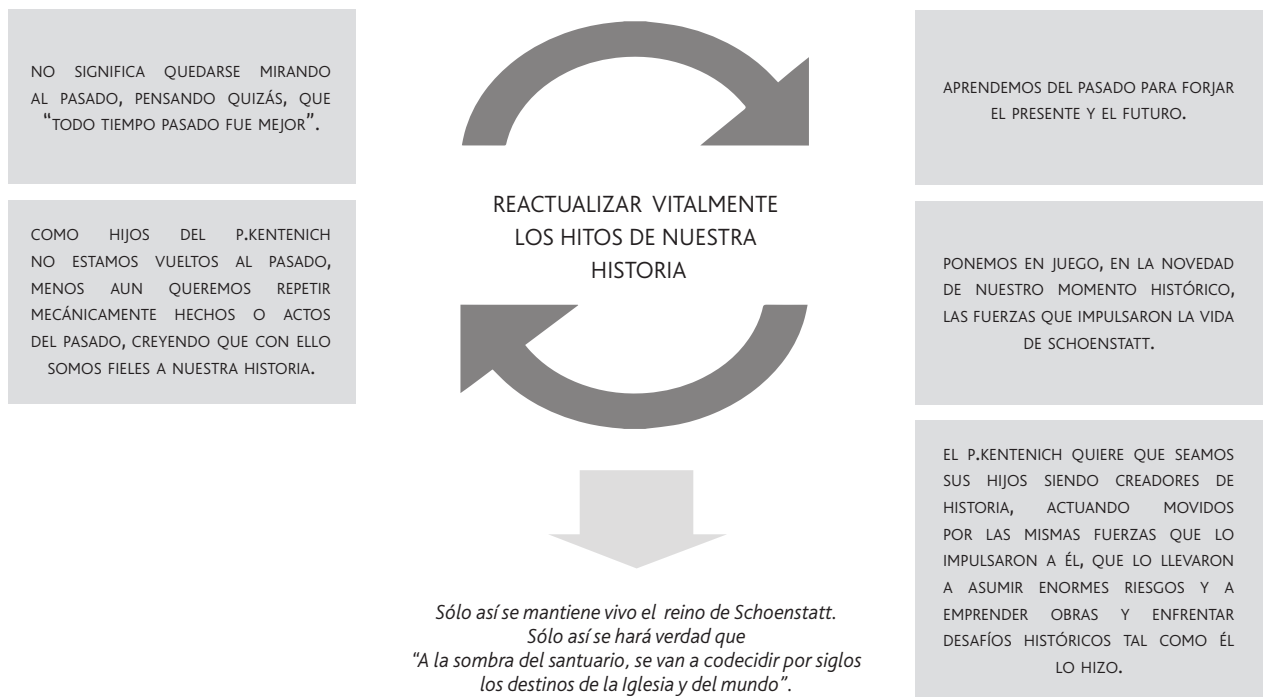 NO SIGNIFICA QUEDARSE MIRANDO
AL PASADO, PENSANDO QUIZÁS, QUE
“TODO TIEMPO PASADO FUE MEJOR”.
COMO HIJOS DEL P.KENTENICH
NO ESTAMOS VUELTOS AL PASADO,
MENOS AUN QUEREMOS REPETIR
MECÁNICAMENTE HECHOS O ACTOS
DEL PASADO, CREYENDO QUE CON ELLO
SOMOS FIELES A NUESTRA HISTORIA.
REACTUALIZAR VITALMENTE
LOS HITOS DE NUESTRA
HISTORIA
APRENDEMOS DEL PASADO PARA FORJAR
EL PRESENTE Y EL FUTURO.
PONEMOS EN JUEGO, EN LA NOVEDAD
DE NUESTRO MOMENTO HISTÓRICO,
LAS FUERZAS QUE IMPULSARON LA VIDA
DE SCHOENSTATT.
EL P.KENTENICH QUIERE QUE SEAMOS
SUS HIJOS SIENDO CREADORES DE
HISTORIA, ACTUANDO MOVIDOS
POR LAS MISMAS FUERZAS QUE LO
IMPULSARON A ÉL, QUE LO LLEVARON
A ASUMIR ENORMES RIESGOS Y A
EMPRENDER OBRAS Y ENFRENTAR
DESAFÍOS HISTÓRICOS TAL COMO ÉL
LO HIZO.
Sólo así se mantiene vivo el reino de Schoenstatt.
Sólo así se hará verdad que
“A la sombra del santuario, se van a codecidir por siglos
los destinos de la Iglesia y del mundo”.